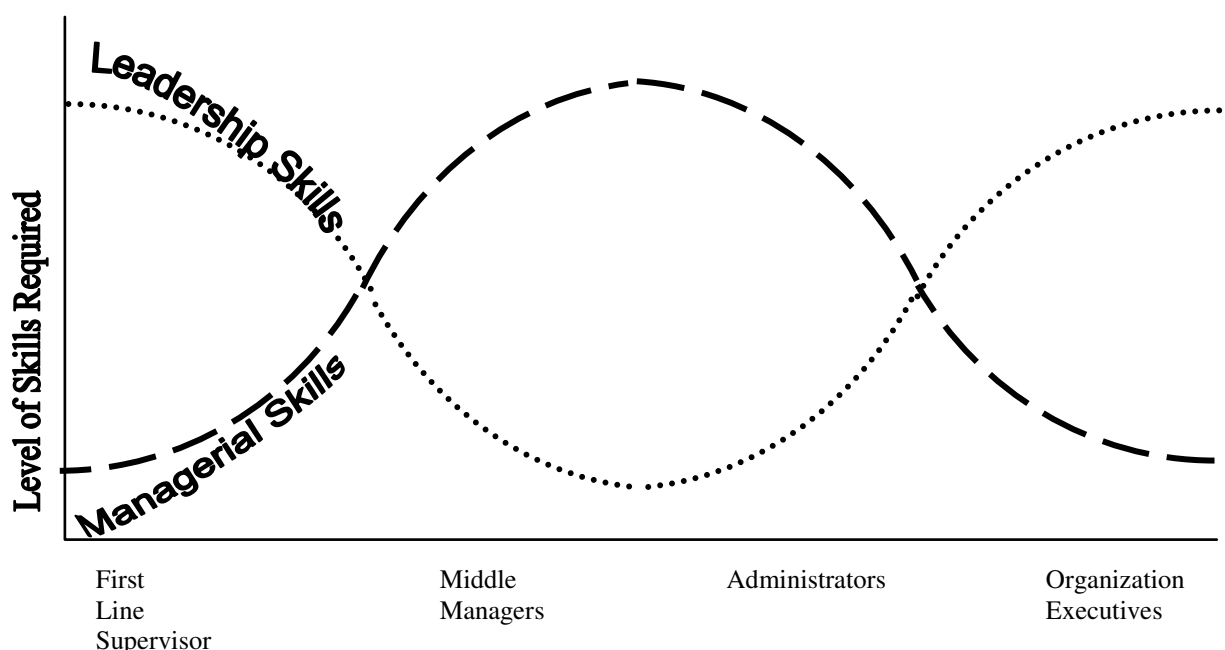 Leadership Skills
Level of Skills Required
Managerial Skills
First
Line
Supervisor
Middle
Managers
Administrators
Organization
Executives